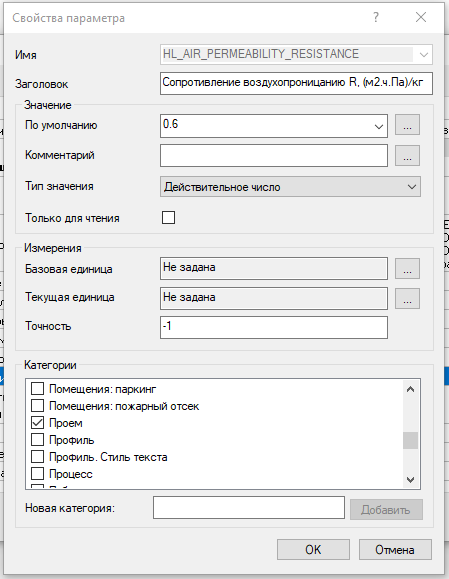 Свойства параметра ? ×
Имя HL_AIR_PERMEABILITY_RESISTANCE
Заголовок Сопротивление воздухопроницанию R, (м2.ч.Па)/кг
Значение
По умолчанию 0.6 ...
Комментарий ...
Тип значения Действительное число
Только для чтения
Измерения
Базовая единица Не задана ...
Текущая единица Не задана ...
Точность -1
Категории
Помещения: паркинг
Помещения: пожарный отсек
Проем
Профиль
Профиль. Стиль текста
Процесс
Новая категория: Добавить
OK Отмена